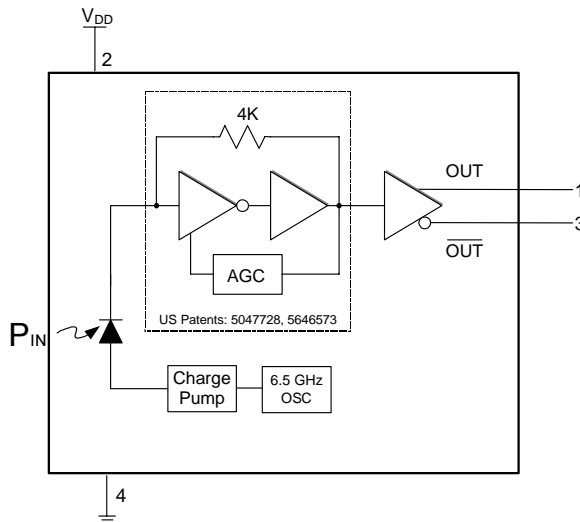 VDD
2
4K
OUT
1
3
OUT
AGC
US Patents: 5047728, 5646573
PIN
Charge
Pump
6.5 GHz
OSC
4